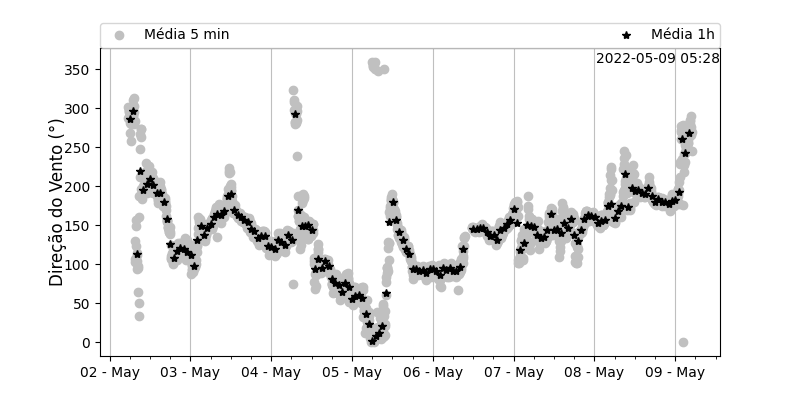 Média 5 min
Média 1h
2022-05-09 05:28
Direção do Vento (°)
350
300
250
200
150
100
50
0
02 - May
03 - May
04 - May
05 - May
06 - May
07 - May
08 - May
09 - May